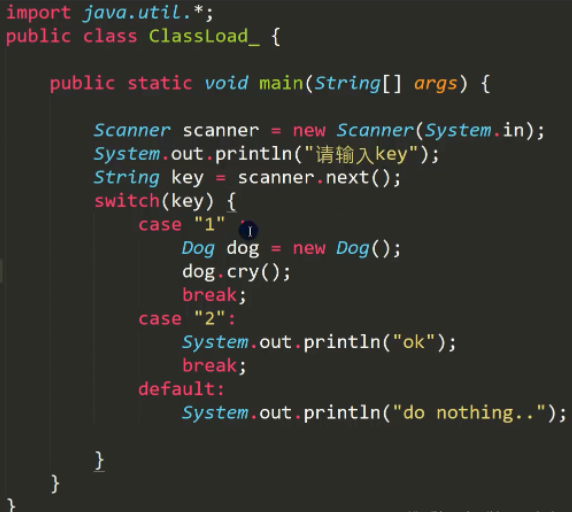 import java.util.*;
public class ClassLoad_ {
public static void main(String[] args) {
Scanner scanner = new Scanner(System.in);
System.out.println("请输入key");
String key = scanner.next();
switch(key) {
case "1" :
Dog dog = new Dog();
dog.cry();
break;
case "2":
System.out.println("ok");
break;
default:
System.out.println("do nothing..");
}
}
}